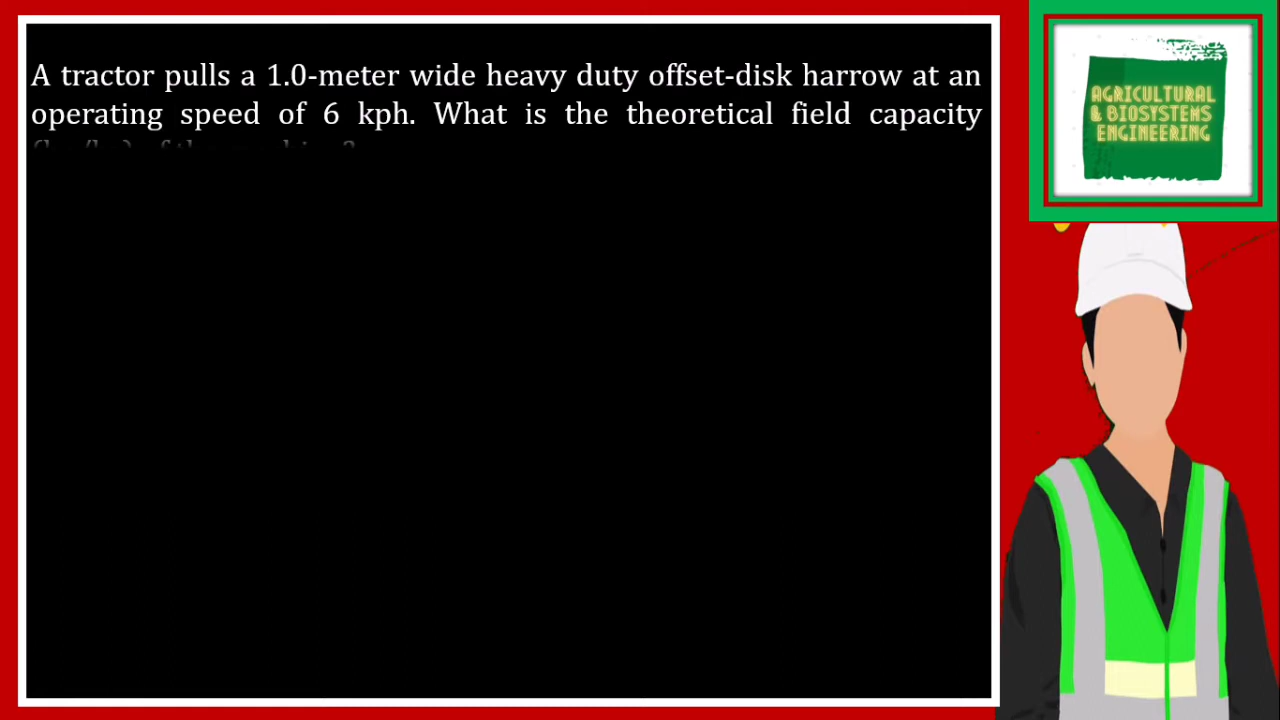 A tractor pulls a 1.0-meter wide heavy duty offset-disk harrow at an
operating speed of 6 kph. What is the theoretical field capacity
AGRICULTURAL
& BIOSYSTEMS
ENGINEERING